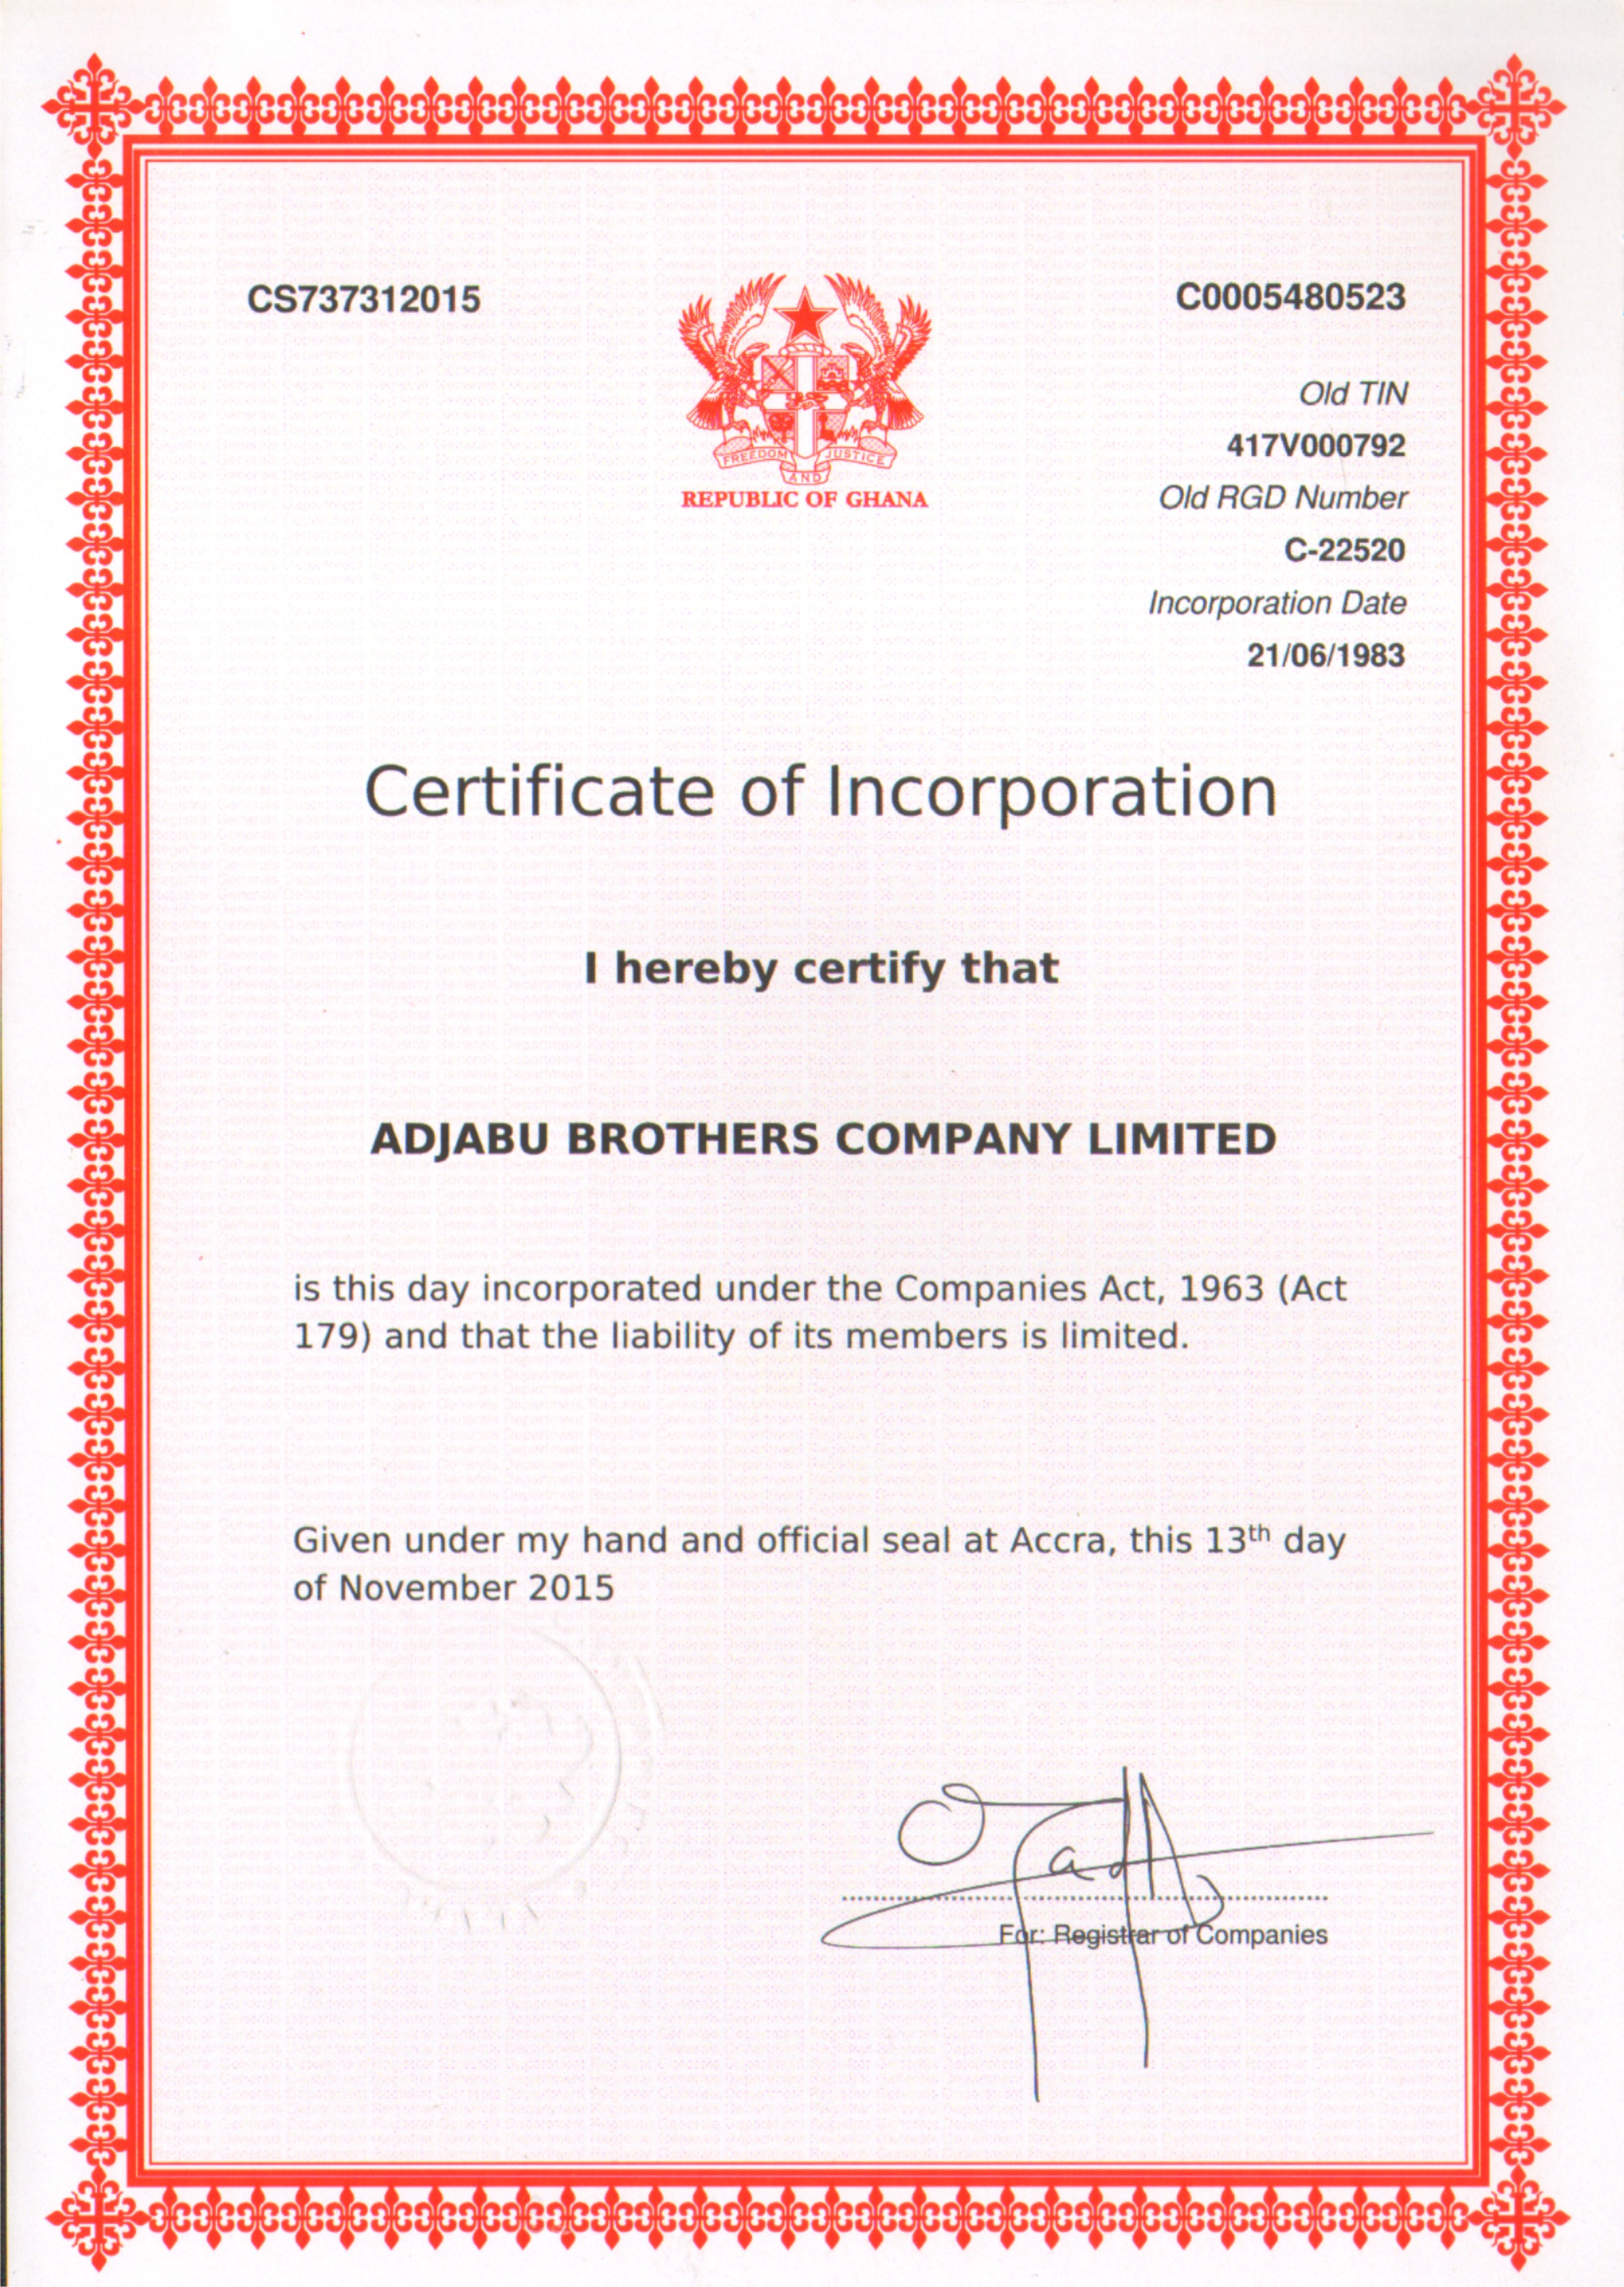 CS737312015
C0005480523
FREEDOM AND JUSTICE
REPUBLIC OF GHANA
Old TIN
417V000792
Old RGD Number
C-22520
Incorporation Date
21/06/1983
Certificate of Incorporation
I hereby certify that
ADJABU BROTHERS COMPANY LIMITED
is this day incorporated under the Companies Act, 1963 (Act
179) and that the liability of its members is limited.
Given under my hand and official seal at Accra, this 13th day
of November 2015
For: Registrar of Companies